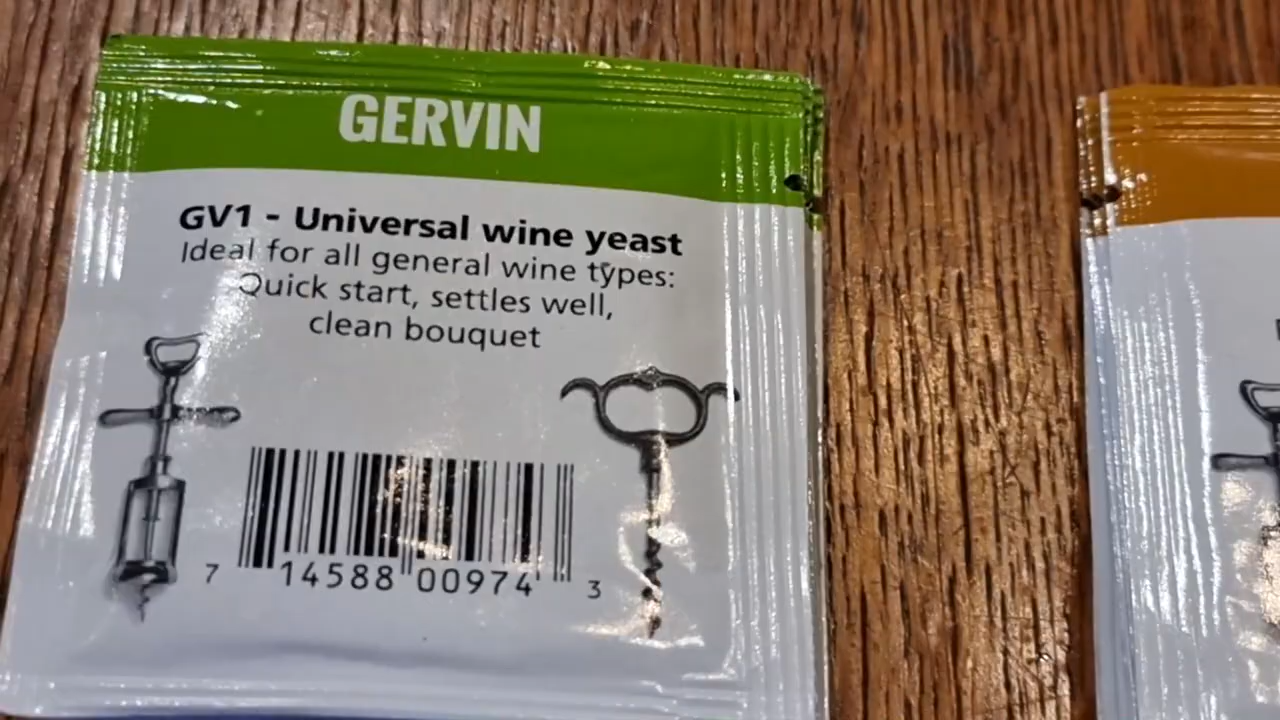 GERVIN
GV1 - Universal wine yeast
Ideal for all general wine types:
Quick start, settles well,
clean bouquet
7 14588 00974 3